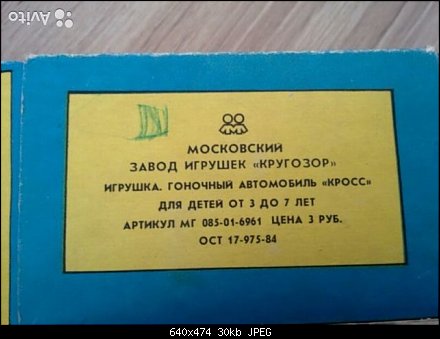 Avito
МОСКОВСКИЙ
ЗАВОД ИГРУШЕК «КРУГОЗОР»
ИГРУШКА. ГОНОЧНЫЙ АВТОМОБИЛЬ «КРОСС»
ДЛЯ ДЕТЕЙ ОТ 3 ДО 7 ЛЕТ
АРТИКУЛ МГ 085-01-6961 ЦЕНА 3 РУБ.
ОСТ 17-975-84
640x474 30kb JPEG